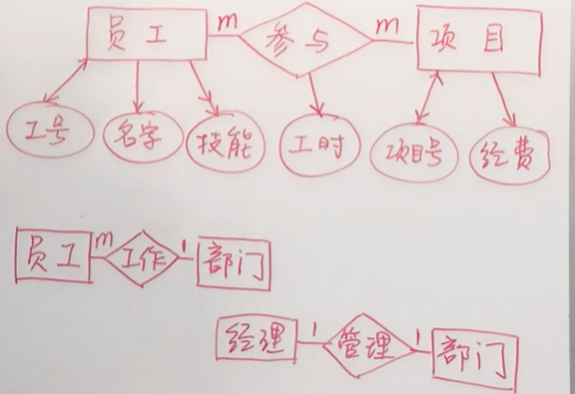 员工 m 参与 m 项目
工号 名字 技能 工时 项目号 经费
员工 m 工作 1 部门
经理 1 管理 1 部门